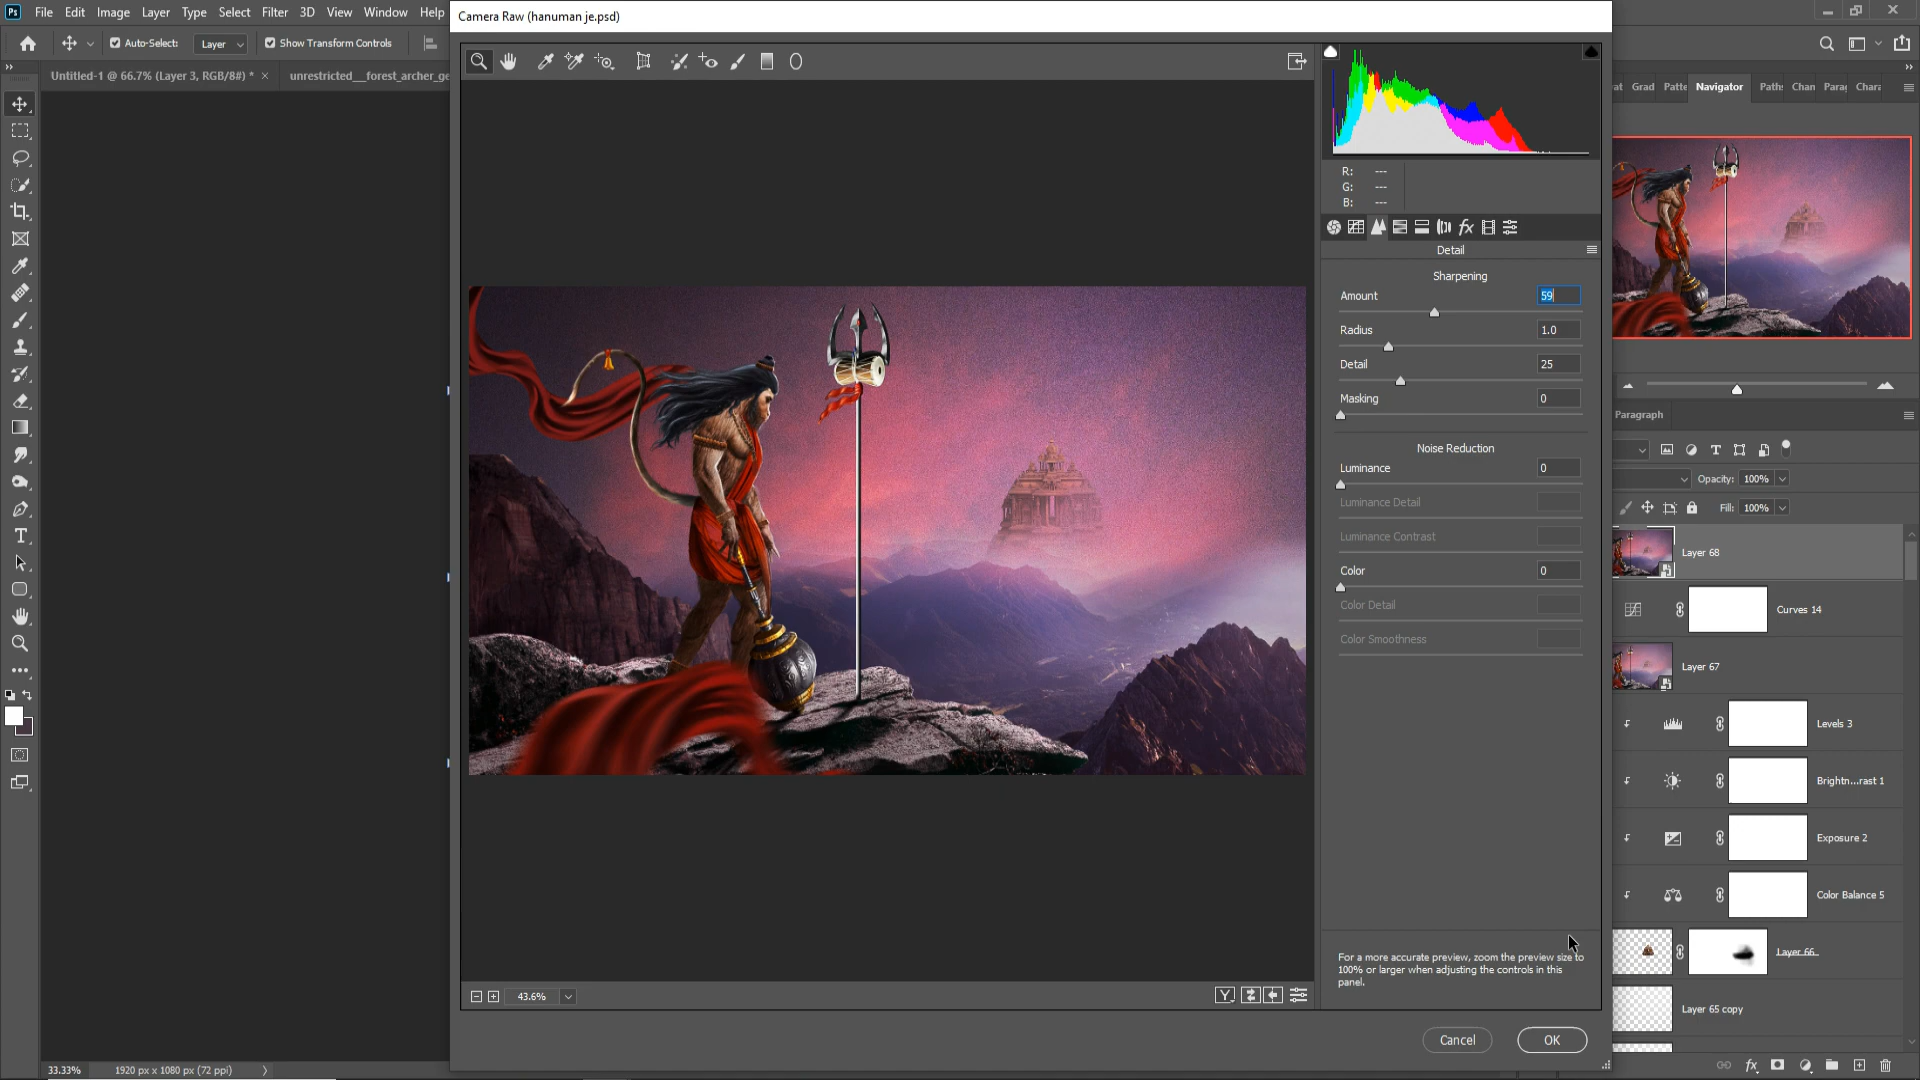 Ps File Edit Image Layer Type Select Filter 3D View Window Help
Camera Raw (hanuman je.psd)
Auto-Select: Layer Show Transform Controls
Untitled-1 @ 66.7% (Layer 3, RGB/8#) * × unrestricted__forest_archer_ge
Grad Patte Navigator Paths Chan Para Chara
R: ---
G: ---
B: ---
fx
Detail
Sharpening
Amount 59
Radius 1.0
Detail 25
Masking 0
Noise Reduction
Luminance 0
Luminance Detail
Luminance Contrast
Color 0
Color Detail
Color Smoothness
For a more accurate preview, zoom the preview size to
100% or larger when adjusting the controls in this
panel.
43.6%
Y
Cancel OK
Paragraph
Opacity: 100%
Fill: 100%
Layer 68
Curves 14
Layer 67
Levels 3
Brightn...rast 1
Exposure 2
Color Balance 5
Layer 66
Layer 65 copy
fx
33.33% 1920 px x 1080 px (72 ppi)